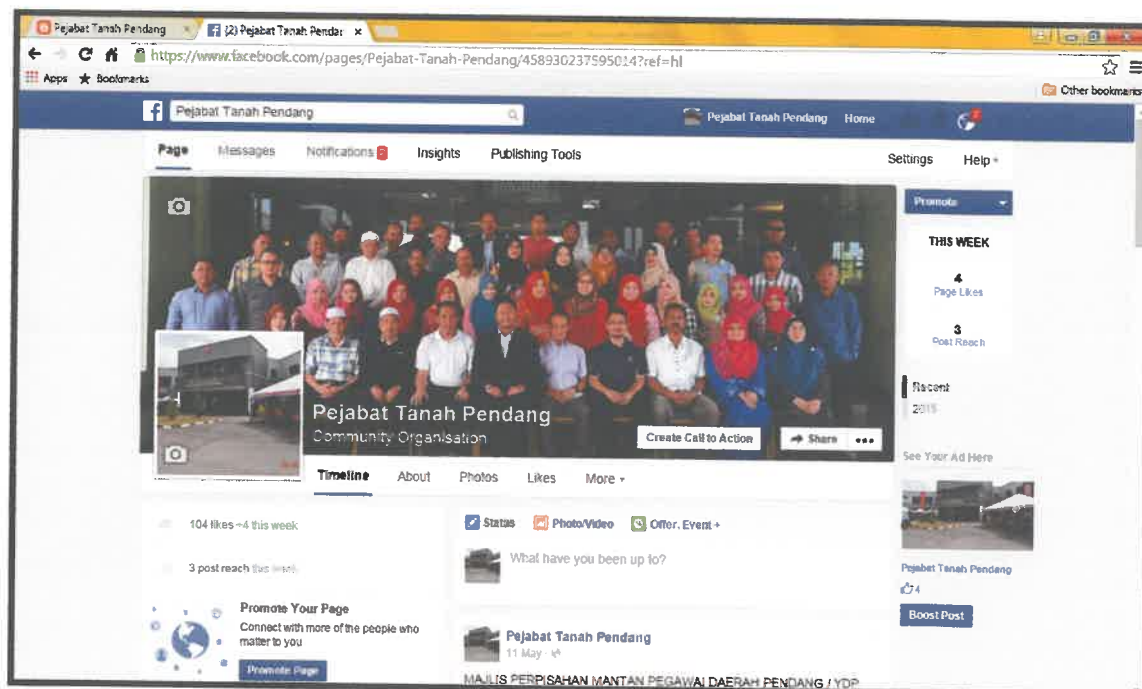 Pejabat Tanah Pendang
(2) Pejabat Tanah Pendar
https://www.facebook.com/pages/Pejabat-Tanah-Pendang/458930237595014?ref=hl
Apps Bookmarks
Other bookmarks
Pejabat Tanah Pendang
Pejabat Tanah Pendang Home
Page Messages Notifications Insights Publishing Tools
Settings Help
Promote
THIS WEEK
4
Page Likes
3
Post Reach
Recent
2015
See Your Ad Here
Pejabat Tanah Pendang
Community Organisation
Create Call to Action
Share
Timeline About Photos Likes More
104 likes +4 this week
3 post reach this week
Promote Your Page
Connect with more of the people who
matter to you
Promote Page
Status Photo/Video Offer, Event +
What have you been up to?
Pejabat Tanah Pendang
11 May
MAJLIS PERPISAHAN MANTAN PEGAWAI DAERAH PENDANG / YDP
Pejabat Tanah Pendang
4
Boost Post